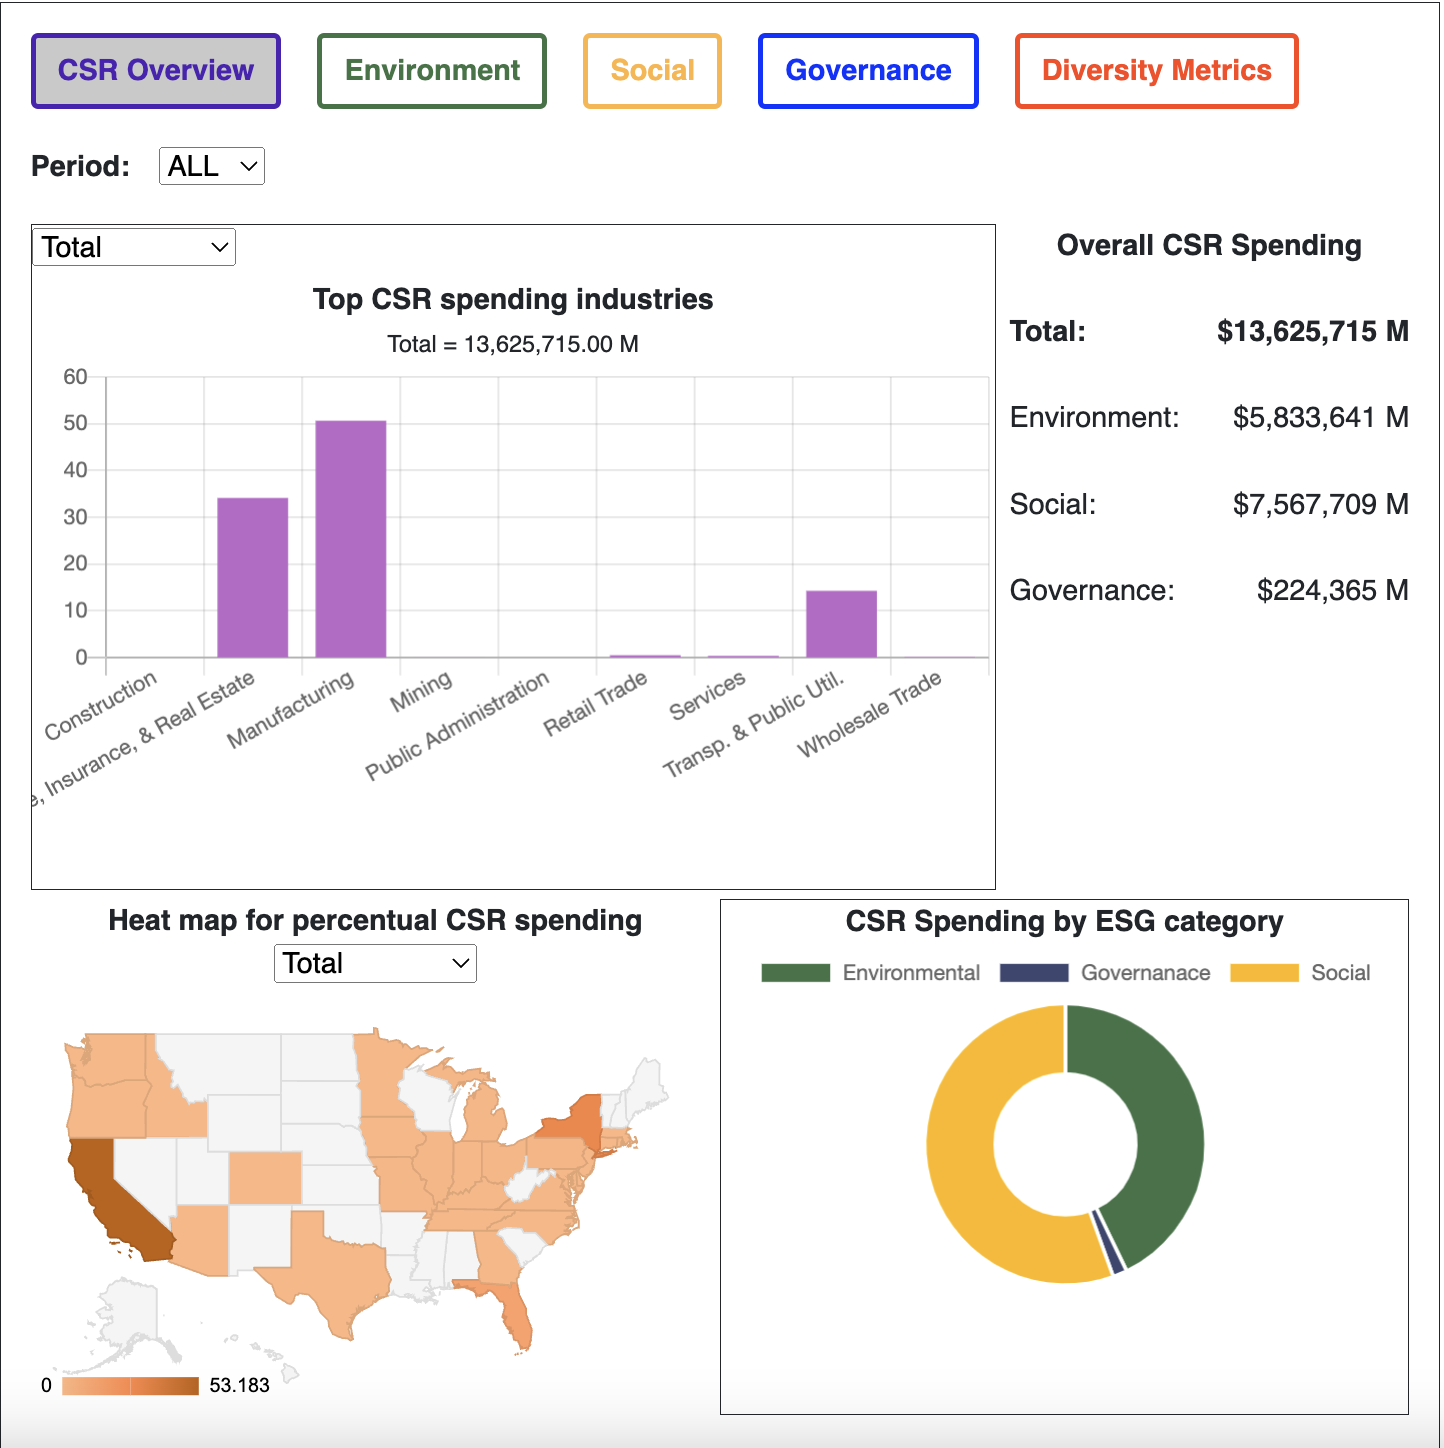 CSR Overview Environment Social Governance Diversity Metrics
Period: ALL
Total
Top CSR spending industries
Total = 13,625,715.00 M
60
50
40
30
20
10
0
Construction
e, Insurance, & Real Estate
Manufacturing
Mining
Public Administration
Retail Trade
Services
Transp. & Public Util.
Wholesale Trade
Overall CSR Spending
Total: $13,625,715 M
Environment: $5,833,641 M
Social: $7,567,709 M
Governance: $224,365 M
Heat map for percentual CSR spending
Total
0 53.183
CSR Spending by ESG category
Environmental Governanace Social